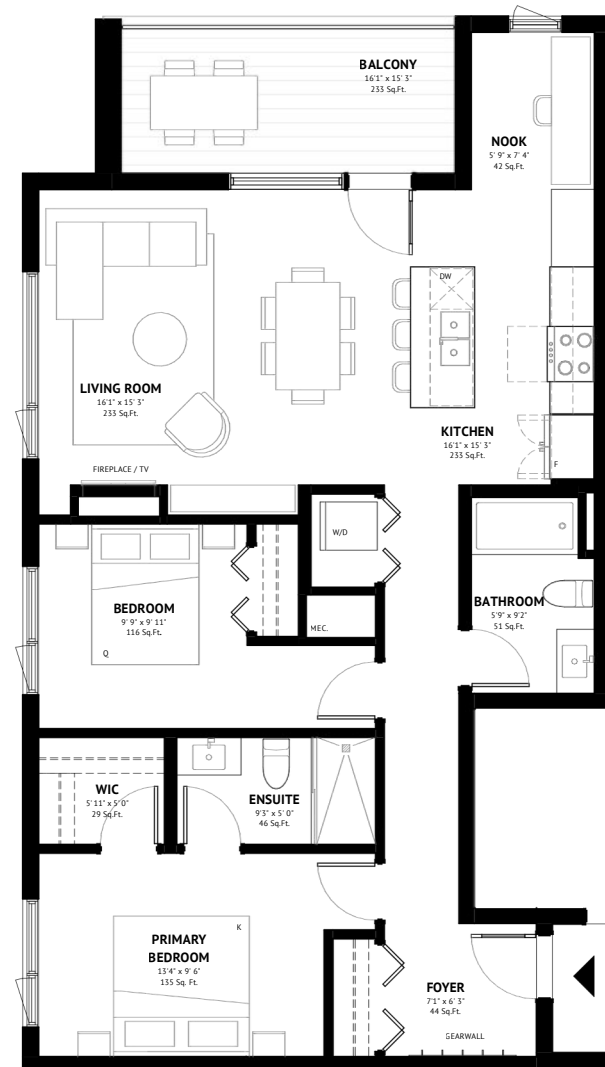 BALCONY
16'1" x 15' 3"
233 Sq.Ft.
NOOK
5' 9" x 7' 4"
42 Sq.Ft.
DW
LIVING ROOM
16'1" x 15' 3"
233 Sq.Ft.
KITCHEN
16'1" x 15' 3"
233 Sq.Ft.
F
FIREPLACE / TV
W/D
BEDROOM
9' 9" x 9' 11"
116 Sq.Ft.
Q
MEC.
BATHROOM
5'9" x 9'2"
51 Sq.Ft.
WIC
5' 11" x 5' 0"
29 Sq.Ft.
ENSUITE
9'3" x 5' 0"
46 Sq.Ft.
K
PRIMARY
BEDROOM
13'4" x 9' 6"
135 Sq. Ft.
FOYER
7'1" x 6' 3"
44 Sq.Ft.
GEARWALL